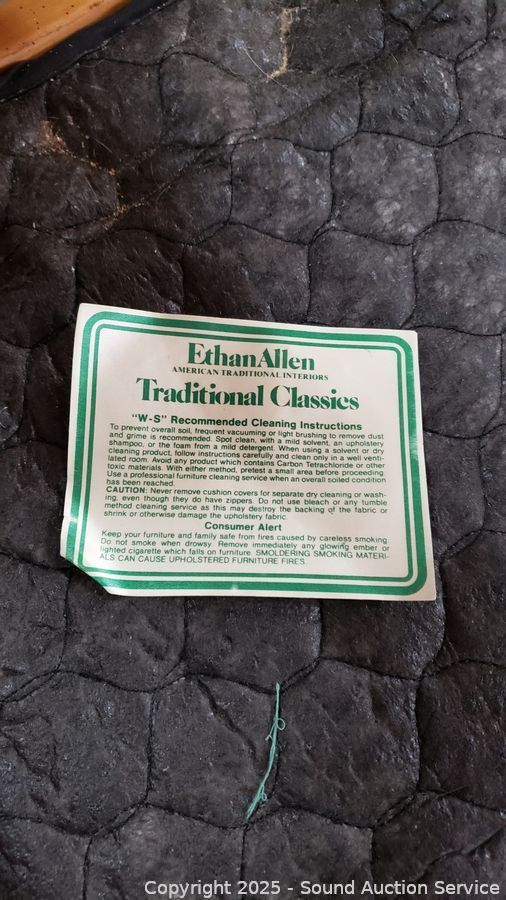 EthanAllen
AMERICAN TRADITIONAL INTERIORS
Traditional Classics
"W-S" Recommended Cleaning Instructions
To prevent overall soil, frequent vacuuming or light brushing to remove dust
and grime is recommended. Spot clean, with a mild solvent, an upholstery
shampoo, or the foam from a mild detergent. When using a solvent or dry
cleaning product, follow instructions carefully and clean only in a well venti-
lated room. Avoid any product which contains Carbon Tetrachloride or other
toxic materials. With either method, pretest a small area before proceeding.
Use a professional furniture cleaning service when an overall soiled condition
has been reached.
CAUTION: Never remove cushion covers for separate dry cleaning or wash-
ing, even though they do have zippers. Do not use bleach or any tumble
method cleaning service as this may destroy the backing of the fabric or
shrink or otherwise damage the upholstery fabric.
Consumer Alert
Keep your furniture and family safe from fires caused by careless smoking.
Do not smoke when drowsy. Remove immediately any glowing ember or
lighted cigarette which falls on furniture. SMOLDERING SMOKING MATERI-
ALS CAN CAUSE UPHOLSTERED FURNITURE FIRES.
Copyright 2025 - Sound Auction Service